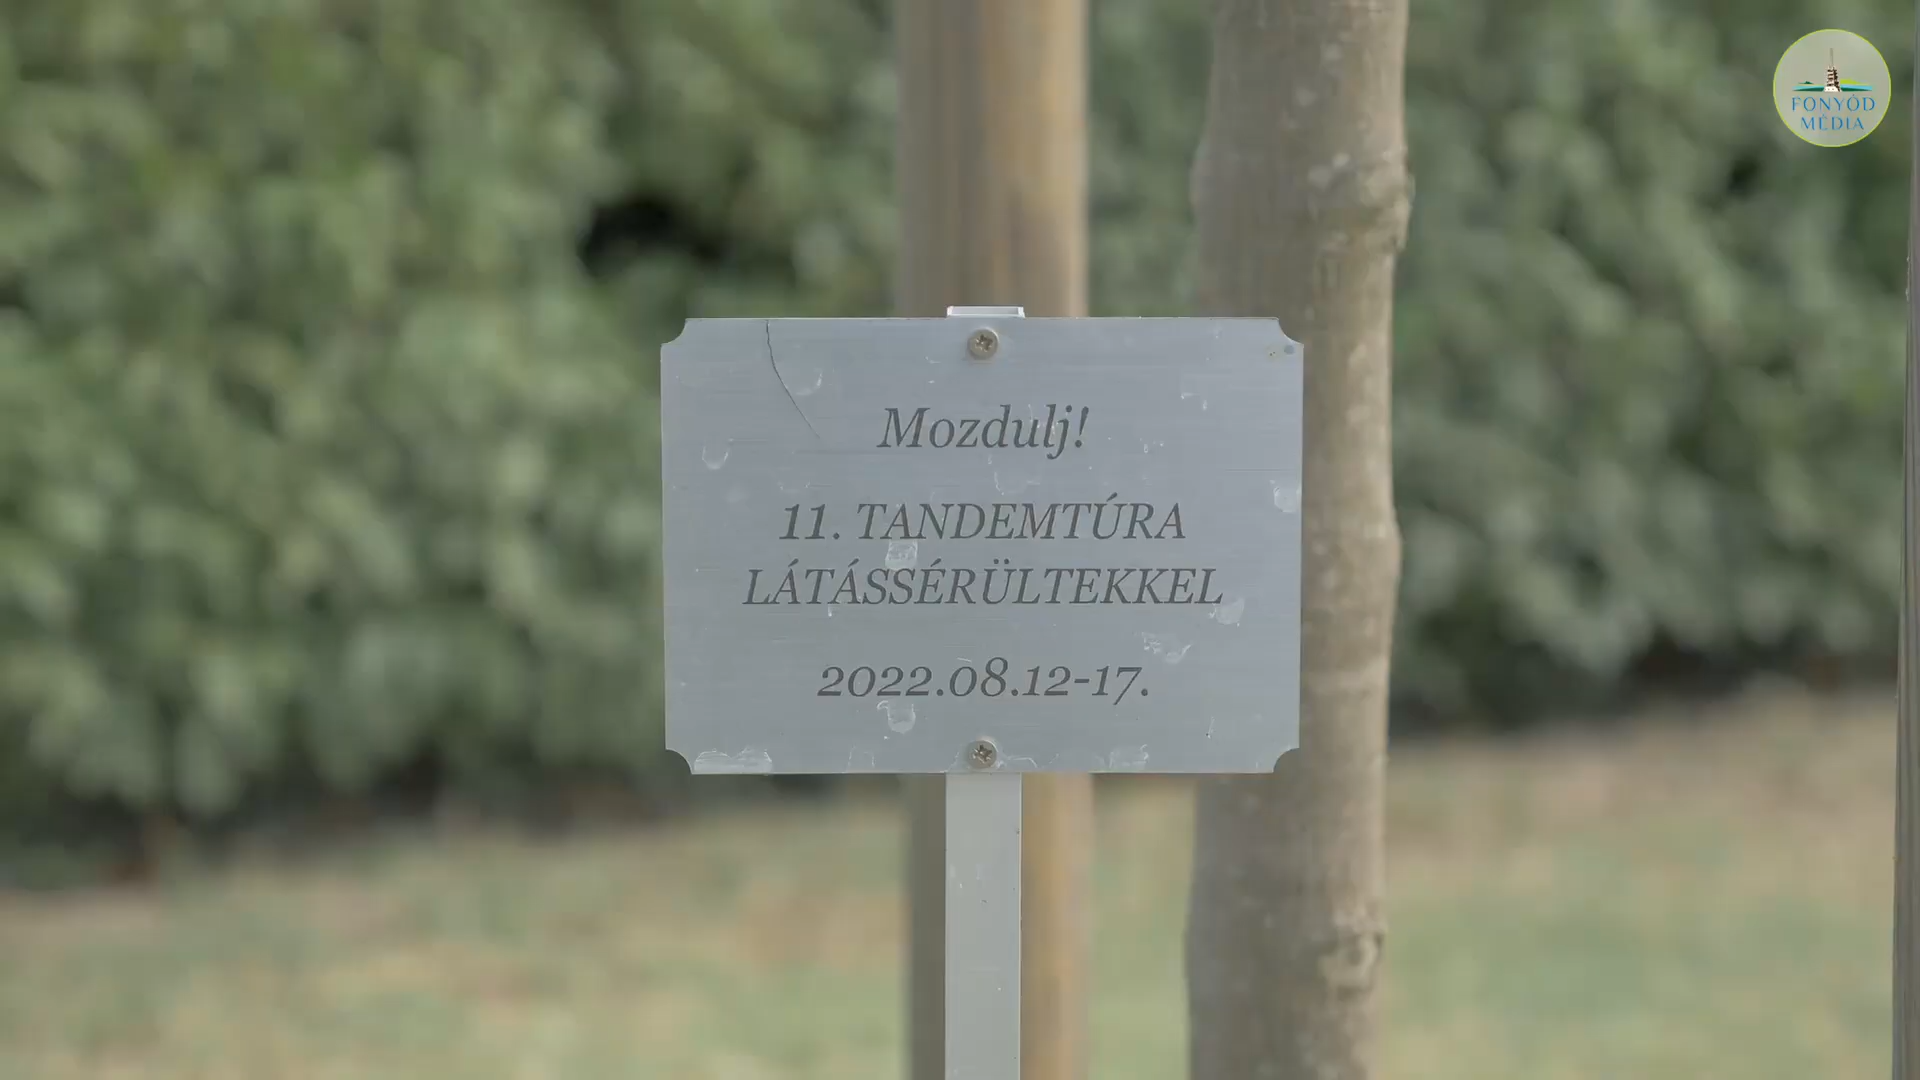 FONYÓD
MÉDIA
Mozdulj!
11. TANDEMTÚRA
LÁTÁSSÉRÜLTEKKEL
2022.08.12-17.